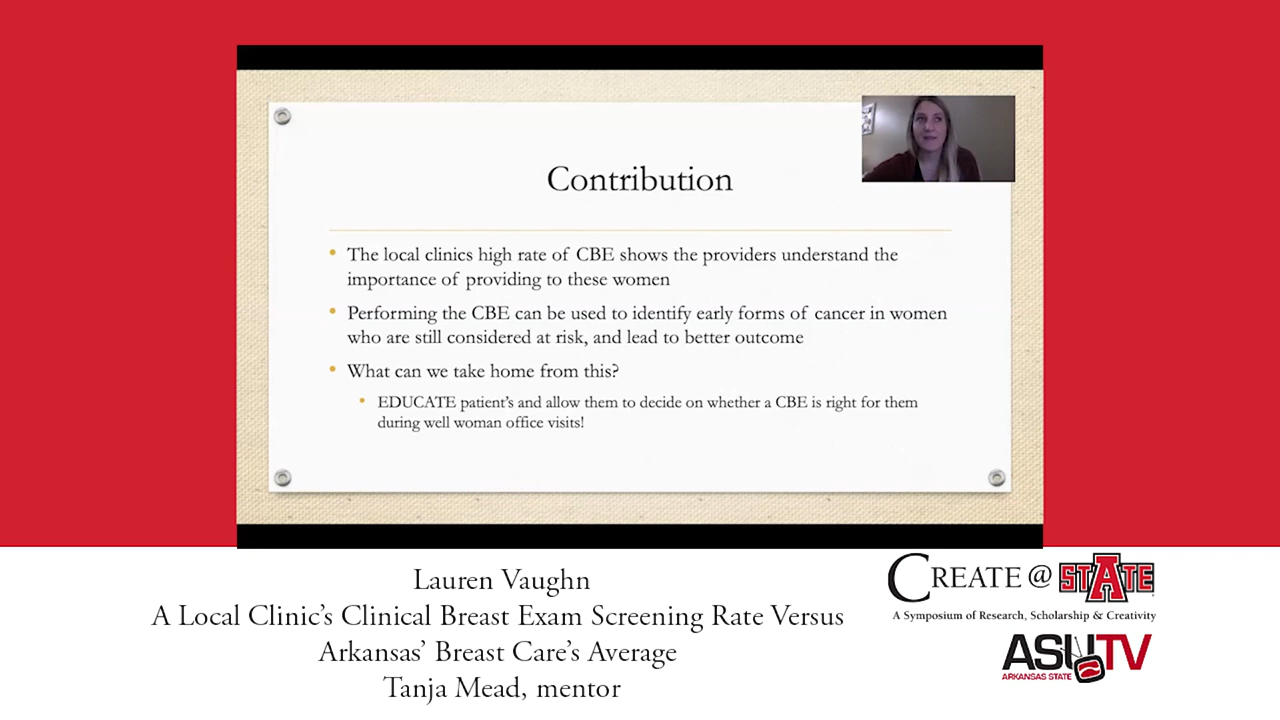 Contribution
The local clinics high rate of CBE shows the providers understand the
importance of providing to these women
Performing the CBE can be used to identify early forms of cancer in women
who are still considered at risk, and lead to better outcome
What can we take home from this?
EDUCATE patient's and allow them to decide on whether a CBE is right for them
during well woman office visits!
Lauren Vaughn
A Local Clinic's Clinical Breast Exam Screening Rate Versus
Arkansas' Breast Care's Average
Tanja Mead, mentor
CREATE @ STATE
A Symposium of Research, Scholarship & Creativity
ASUTV
ARKANSAS STATE